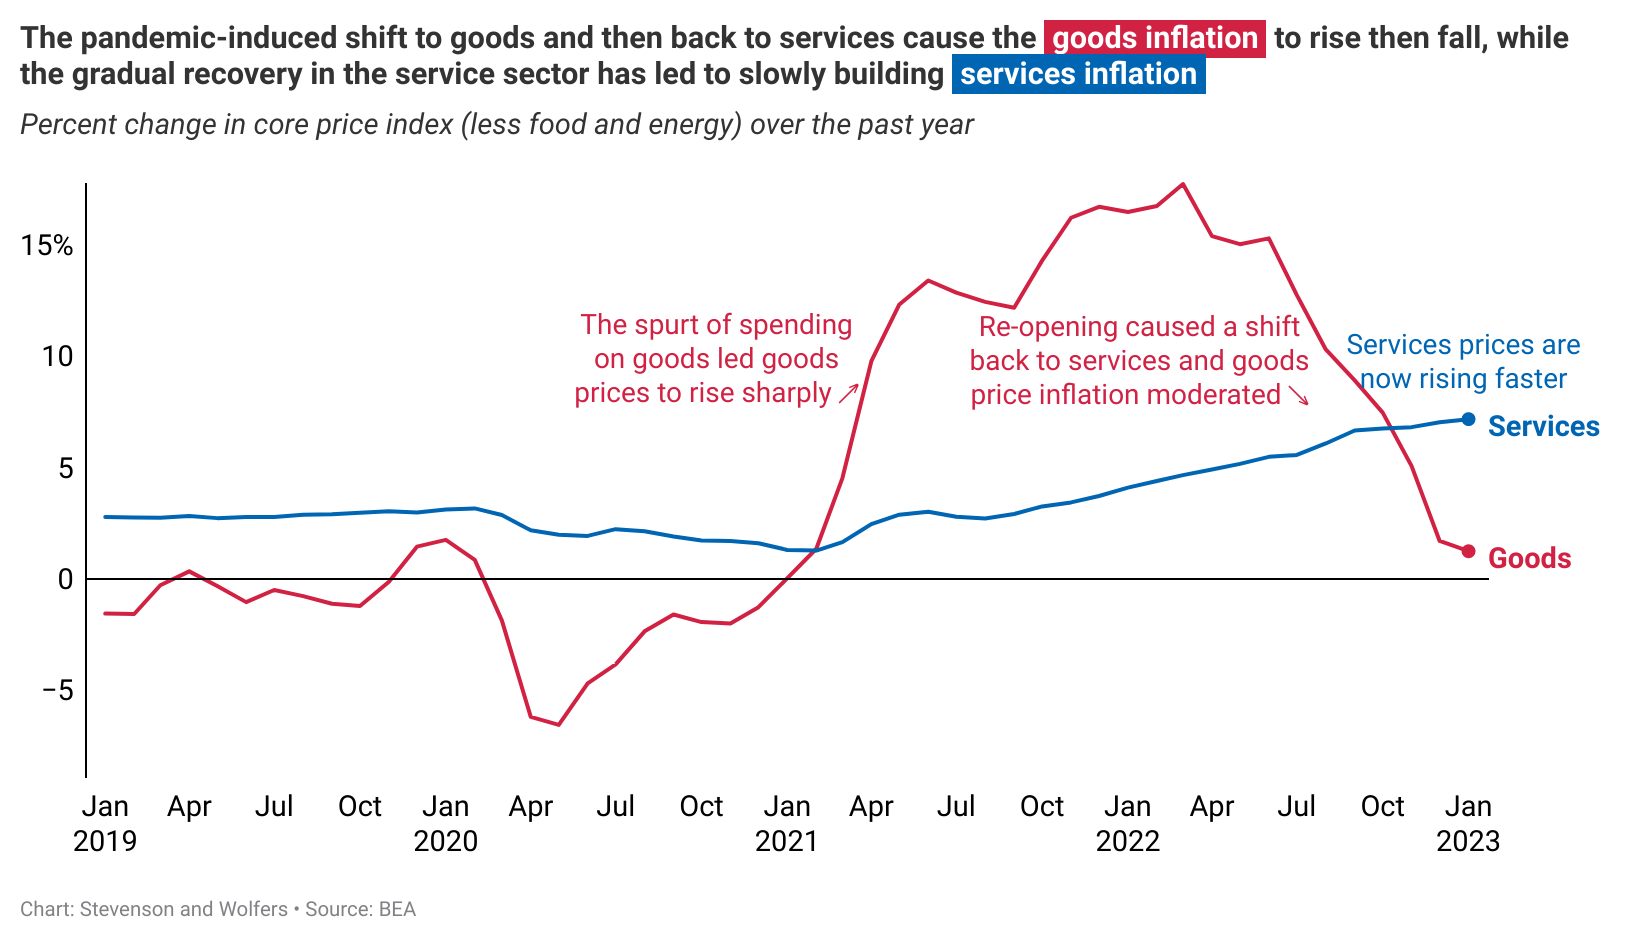 The pandemic-induced shift to goods and then back to services cause the goods inflation to rise then fall, while
the gradual recovery in the service sector has led to slowly building services inflation
Percent change in core price index (less food and energy) over the past year
15%
10
5
0
−5
The spurt of spending
on goods led goods
prices to rise sharply ↗
Re-opening caused a shift
back to services and goods
price inflation moderated ↘
Services prices are
now rising faster
Services
Goods
Jan Apr Jul Oct Jan Apr Jul Oct Jan Apr Jul Oct Jan Apr Jul Oct Jan
2019 2020 2021 2022 2023
Chart: Stevenson and Wolfers • Source: BEA